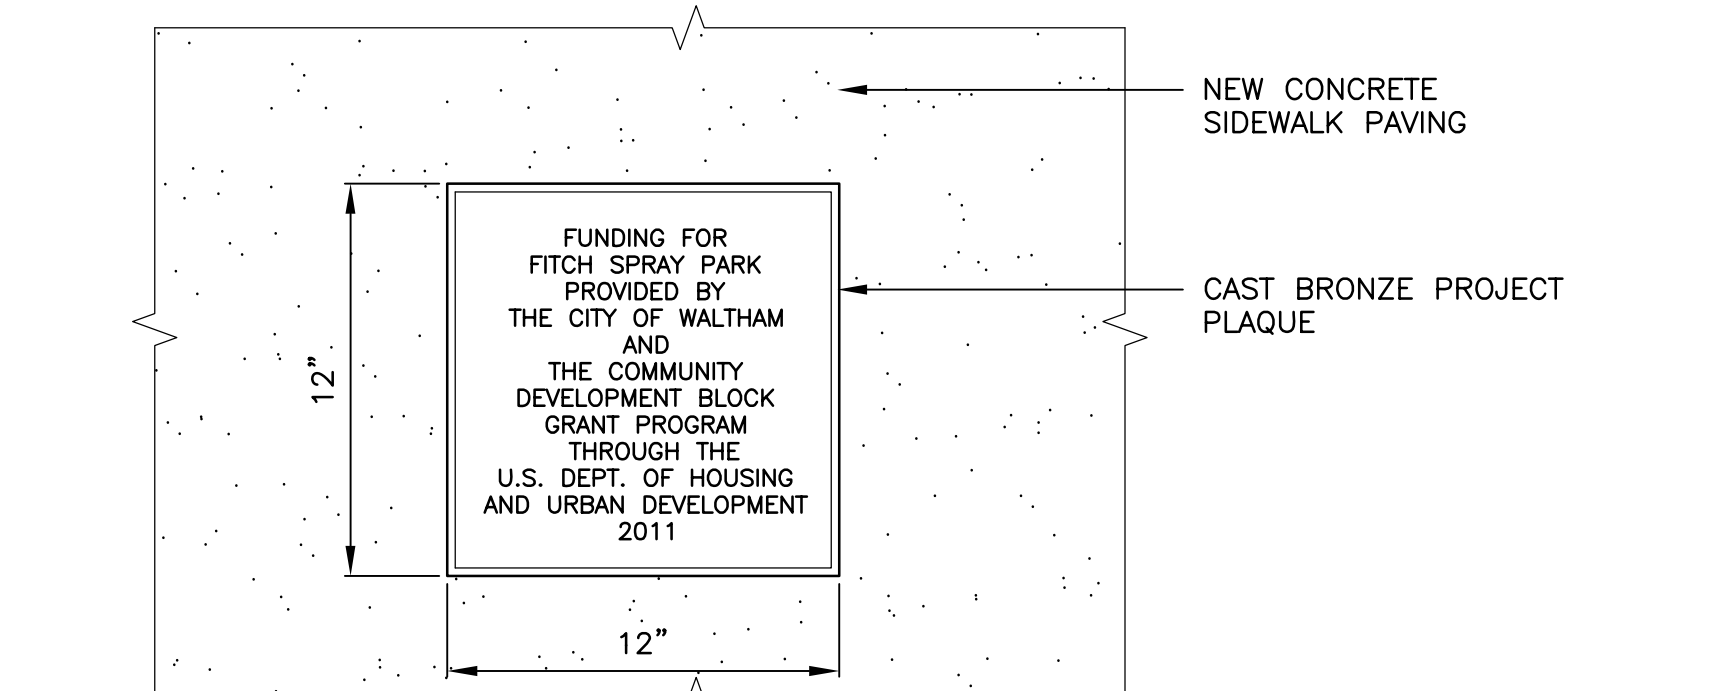 NEW CONCRETE
SIDEWALK PAVING
FUNDING FOR
FITCH SPRAY PARK
PROVIDED BY
THE CITY OF WALTHAM
AND
THE COMMUNITY
DEVELOPMENT BLOCK
GRANT PROGRAM
THROUGH THE
U.S. DEPT. OF HOUSING
AND URBAN DEVELOPMENT
2011
CAST BRONZE PROJECT
PLAQUE
12”
12”